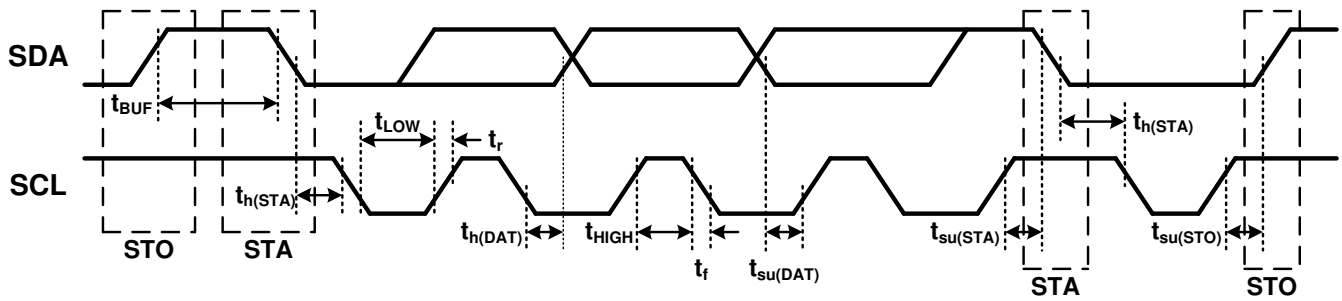 SDA
t_BUF
t_LOW
t_r
t_h(STA)
SCL
t_h(STA)
t_h(DAT)
t_HIGH
t_f
t_su(DAT)
t_su(STA)
t_su(STO)
STO
STA
STA
STO